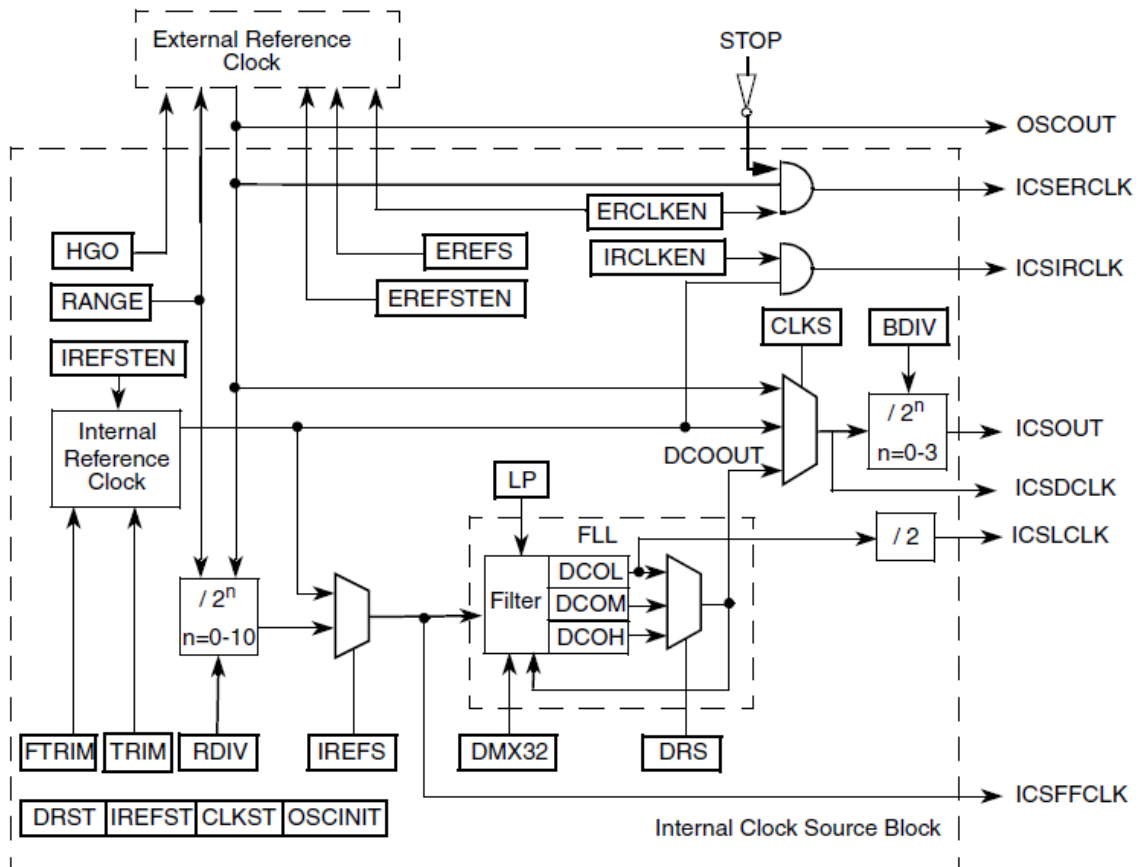 External Reference
Clock
STOP
OSCOUT
ICSERCLK
ERCLKEN
HGO
EREFS
IRCLKEN
ICSIRCLK
RANGE
EREFSTEN
CLKS
BDIV
IREFSTEN
/ 2n
n=0-3
ICSOUT
Internal
Reference
Clock
DCOOUT
LP
ICSDCLK
FLL
/ 2
ICSLCLK
DCOL
/ 2n
n=0-10
Filter
DCOM
DCOH
FTRIM
TRIM
RDIV
IREFS
DMX32
DRS
ICSFFCLK
DRST
IREFST
CLKST
OSCINIT
Internal Clock Source Block